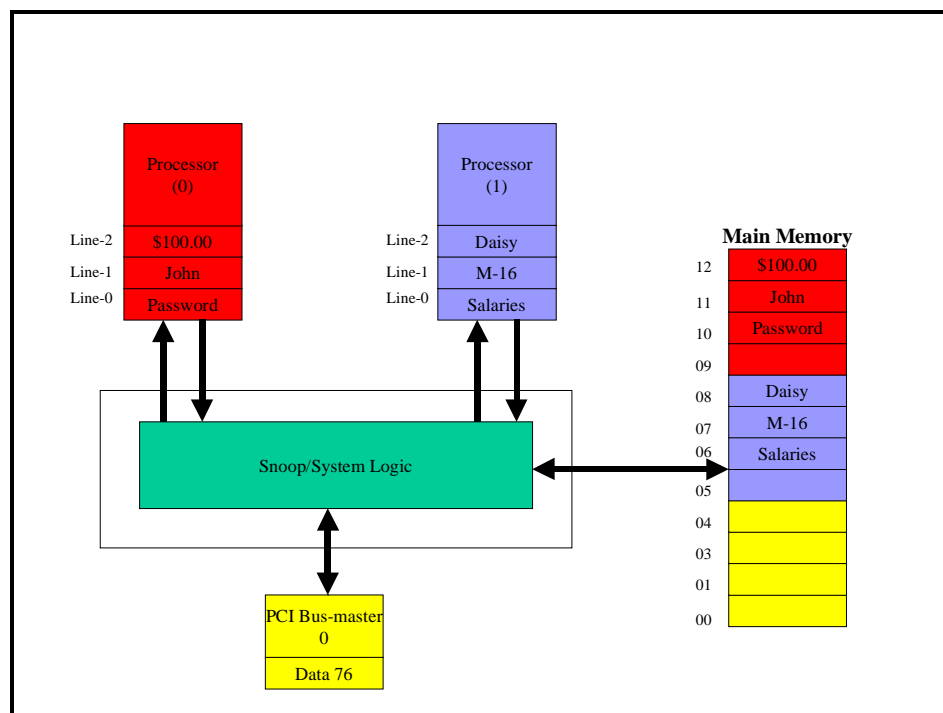 Processor
(0)
Line-2
$100.00
Line-1
John
Line-0
Password
Processor
(1)
Line-2
Daisy
Line-1
M-16
Line-0
Salaries
Main Memory
12
$100.00
11
John
10
Password
09
08
Daisy
07
M-16
06
Salaries
05
04
03
01
00
Snoop/System Logic
PCI Bus-master
0
Data 76